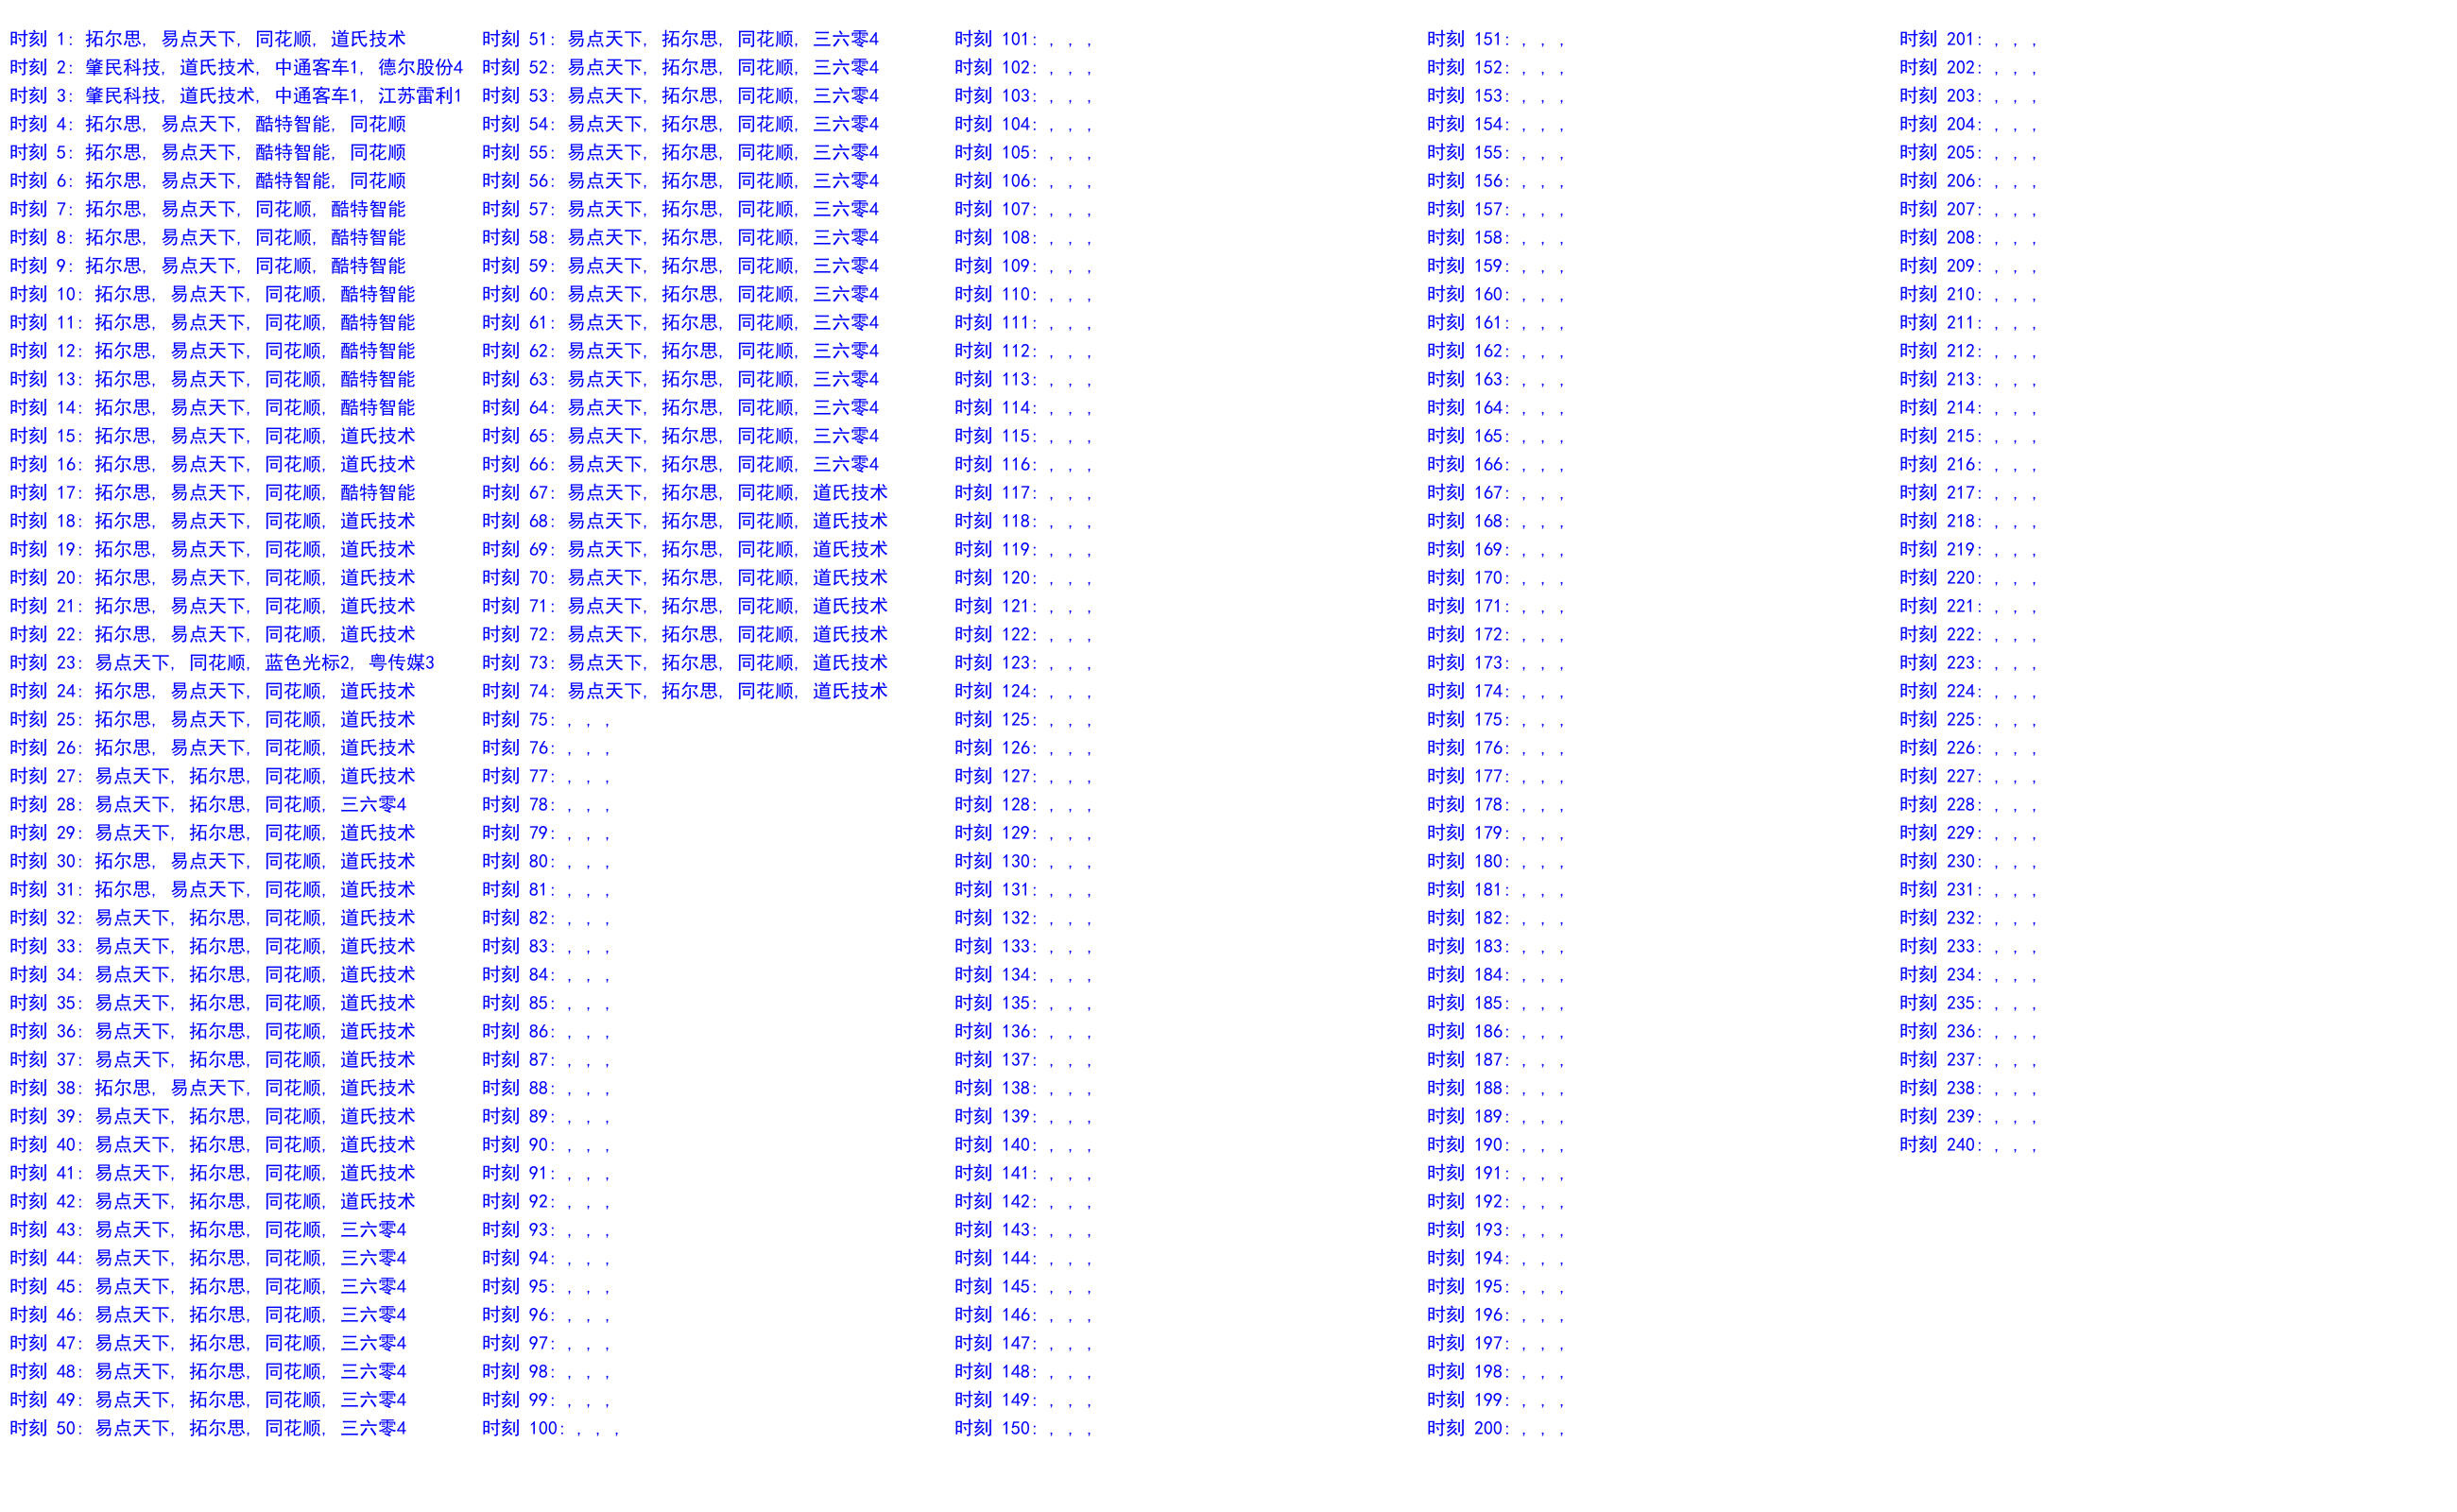 时刻 1: 拓尔思, 易点天下, 同花顺, 道氏技术
时刻 2: 肇民科技, 道氏技术, 中通客车1, 德尔股份4
时刻 3: 肇民科技, 道氏技术, 中通客车1, 江苏雷利1
时刻 4: 拓尔思, 易点天下, 酷特智能, 同花顺
时刻 5: 拓尔思, 易点天下, 酷特智能, 同花顺
时刻 6: 拓尔思, 易点天下, 酷特智能, 同花顺
时刻 7: 拓尔思, 易点天下, 同花顺, 酷特智能
时刻 8: 拓尔思, 易点天下, 同花顺, 酷特智能
时刻 9: 拓尔思, 易点天下, 同花顺, 酷特智能
时刻 10: 拓尔思, 易点天下, 同花顺, 酷特智能
时刻 11: 拓尔思, 易点天下, 同花顺, 酷特智能
时刻 12: 拓尔思, 易点天下, 同花顺, 酷特智能
时刻 13: 拓尔思, 易点天下, 同花顺, 酷特智能
时刻 14: 拓尔思, 易点天下, 同花顺, 酷特智能
时刻 15: 拓尔思, 易点天下, 同花顺, 道氏技术
时刻 16: 拓尔思, 易点天下, 同花顺, 道氏技术
时刻 17: 拓尔思, 易点天下, 同花顺, 酷特智能
时刻 18: 拓尔思, 易点天下, 同花顺, 道氏技术
时刻 19: 拓尔思, 易点天下, 同花顺, 道氏技术
时刻 20: 拓尔思, 易点天下, 同花顺, 道氏技术
时刻 21: 拓尔思, 易点天下, 同花顺, 道氏技术
时刻 22: 拓尔思, 易点天下, 同花顺, 道氏技术
时刻 23: 易点天下, 同花顺, 蓝色光标2, 粤传媒3
时刻 24: 拓尔思, 易点天下, 同花顺, 道氏技术
时刻 25: 拓尔思, 易点天下, 同花顺, 道氏技术
时刻 26: 拓尔思, 易点天下, 同花顺, 道氏技术
时刻 27: 易点天下, 拓尔思, 同花顺, 道氏技术
时刻 28: 易点天下, 拓尔思, 同花顺, 三六零4
时刻 29: 易点天下, 拓尔思, 同花顺, 道氏技术
时刻 30: 拓尔思, 易点天下, 同花顺, 道氏技术
时刻 31: 拓尔思, 易点天下, 同花顺, 道氏技术
时刻 32: 易点天下, 拓尔思, 同花顺, 道氏技术
时刻 33: 易点天下, 拓尔思, 同花顺, 道氏技术
时刻 34: 易点天下, 拓尔思, 同花顺, 道氏技术
时刻 35: 易点天下, 拓尔思, 同花顺, 道氏技术
时刻 36: 易点天下, 拓尔思, 同花顺, 道氏技术
时刻 37: 易点天下, 拓尔思, 同花顺, 道氏技术
时刻 38: 拓尔思, 易点天下, 同花顺, 道氏技术
时刻 39: 易点天下, 拓尔思, 同花顺, 道氏技术
时刻 40: 易点天下, 拓尔思, 同花顺, 道氏技术
时刻 41: 易点天下, 拓尔思, 同花顺, 道氏技术
时刻 42: 易点天下, 拓尔思, 同花顺, 道氏技术
时刻 43: 易点天下, 拓尔思, 同花顺, 三六零4
时刻 44: 易点天下, 拓尔思, 同花顺, 三六零4
时刻 45: 易点天下, 拓尔思, 同花顺, 三六零4
时刻 46: 易点天下, 拓尔思, 同花顺, 三六零4
时刻 47: 易点天下, 拓尔思, 同花顺, 三六零4
时刻 48: 易点天下, 拓尔思, 同花顺, 三六零4
时刻 49: 易点天下, 拓尔思, 同花顺, 三六零4
时刻 50: 易点天下, 拓尔思, 同花顺, 三六零4
时刻 51: 易点天下, 拓尔思, 同花顺, 三六零4
时刻 52: 易点天下, 拓尔思, 同花顺, 三六零4
时刻 53: 易点天下, 拓尔思, 同花顺, 三六零4
时刻 54: 易点天下, 拓尔思, 同花顺, 三六零4
时刻 55: 易点天下, 拓尔思, 同花顺, 三六零4
时刻 56: 易点天下, 拓尔思, 同花顺, 三六零4
时刻 57: 易点天下, 拓尔思, 同花顺, 三六零4
时刻 58: 易点天下, 拓尔思, 同花顺, 三六零4
时刻 59: 易点天下, 拓尔思, 同花顺, 三六零4
时刻 60: 易点天下, 拓尔思, 同花顺, 三六零4
时刻 61: 易点天下, 拓尔思, 同花顺, 三六零4
时刻 62: 易点天下, 拓尔思, 同花顺, 三六零4
时刻 63: 易点天下, 拓尔思, 同花顺, 三六零4
时刻 64: 易点天下, 拓尔思, 同花顺, 三六零4
时刻 65: 易点天下, 拓尔思, 同花顺, 三六零4
时刻 66: 易点天下, 拓尔思, 同花顺, 三六零4
时刻 67: 易点天下, 拓尔思, 同花顺, 道氏技术
时刻 68: 易点天下, 拓尔思, 同花顺, 道氏技术
时刻 69: 易点天下, 拓尔思, 同花顺, 道氏技术
时刻 70: 易点天下, 拓尔思, 同花顺, 道氏技术
时刻 71: 易点天下, 拓尔思, 同花顺, 道氏技术
时刻 72: 易点天下, 拓尔思, 同花顺, 道氏技术
时刻 73: 易点天下, 拓尔思, 同花顺, 道氏技术
时刻 74: 易点天下, 拓尔思, 同花顺, 道氏技术
时刻 75: , , ,
时刻 76: , , ,
时刻 77: , , ,
时刻 78: , , ,
时刻 79: , , ,
时刻 80: , , ,
时刻 81: , , ,
时刻 82: , , ,
时刻 83: , , ,
时刻 84: , , ,
时刻 85: , , ,
时刻 86: , , ,
时刻 87: , , ,
时刻 88: , , ,
时刻 89: , , ,
时刻 90: , , ,
时刻 91: , , ,
时刻 92: , , ,
时刻 93: , , ,
时刻 94: , , ,
时刻 95: , , ,
时刻 96: , , ,
时刻 97: , , ,
时刻 98: , , ,
时刻 99: , , ,
时刻 100: , , ,
时刻 101: , , ,
时刻 102: , , ,
时刻 103: , , ,
时刻 104: , , ,
时刻 105: , , ,
时刻 106: , , ,
时刻 107: , , ,
时刻 108: , , ,
时刻 109: , , ,
时刻 110: , , ,
时刻 111: , , ,
时刻 112: , , ,
时刻 113: , , ,
时刻 114: , , ,
时刻 115: , , ,
时刻 116: , , ,
时刻 117: , , ,
时刻 118: , , ,
时刻 119: , , ,
时刻 120: , , ,
时刻 121: , , ,
时刻 122: , , ,
时刻 123: , , ,
时刻 124: , , ,
时刻 125: , , ,
时刻 126: , , ,
时刻 127: , , ,
时刻 128: , , ,
时刻 129: , , ,
时刻 130: , , ,
时刻 131: , , ,
时刻 132: , , ,
时刻 133: , , ,
时刻 134: , , ,
时刻 135: , , ,
时刻 136: , , ,
时刻 137: , , ,
时刻 138: , , ,
时刻 139: , , ,
时刻 140: , , ,
时刻 141: , , ,
时刻 142: , , ,
时刻 143: , , ,
时刻 144: , , ,
时刻 145: , , ,
时刻 146: , , ,
时刻 147: , , ,
时刻 148: , , ,
时刻 149: , , ,
时刻 150: , , ,
时刻 151: , , ,
时刻 152: , , ,
时刻 153: , , ,
时刻 154: , , ,
时刻 155: , , ,
时刻 156: , , ,
时刻 157: , , ,
时刻 158: , , ,
时刻 159: , , ,
时刻 160: , , ,
时刻 161: , , ,
时刻 162: , , ,
时刻 163: , , ,
时刻 164: , , ,
时刻 165: , , ,
时刻 166: , , ,
时刻 167: , , ,
时刻 168: , , ,
时刻 169: , , ,
时刻 170: , , ,
时刻 171: , , ,
时刻 172: , , ,
时刻 173: , , ,
时刻 174: , , ,
时刻 175: , , ,
时刻 176: , , ,
时刻 177: , , ,
时刻 178: , , ,
时刻 179: , , ,
时刻 180: , , ,
时刻 181: , , ,
时刻 182: , , ,
时刻 183: , , ,
时刻 184: , , ,
时刻 185: , , ,
时刻 186: , , ,
时刻 187: , , ,
时刻 188: , , ,
时刻 189: , , ,
时刻 190: , , ,
时刻 191: , , ,
时刻 192: , , ,
时刻 193: , , ,
时刻 194: , , ,
时刻 195: , , ,
时刻 196: , , ,
时刻 197: , , ,
时刻 198: , , ,
时刻 199: , , ,
时刻 200: , , ,
时刻 201: , , ,
时刻 202: , , ,
时刻 203: , , ,
时刻 204: , , ,
时刻 205: , , ,
时刻 206: , , ,
时刻 207: , , ,
时刻 208: , , ,
时刻 209: , , ,
时刻 210: , , ,
时刻 211: , , ,
时刻 212: , , ,
时刻 213: , , ,
时刻 214: , , ,
时刻 215: , , ,
时刻 216: , , ,
时刻 217: , , ,
时刻 218: , , ,
时刻 219: , , ,
时刻 220: , , ,
时刻 221: , , ,
时刻 222: , , ,
时刻 223: , , ,
时刻 224: , , ,
时刻 225: , , ,
时刻 226: , , ,
时刻 227: , , ,
时刻 228: , , ,
时刻 229: , , ,
时刻 230: , , ,
时刻 231: , , ,
时刻 232: , , ,
时刻 233: , , ,
时刻 234: , , ,
时刻 235: , , ,
时刻 236: , , ,
时刻 237: , , ,
时刻 238: , , ,
时刻 239: , , ,
时刻 240: , , ,